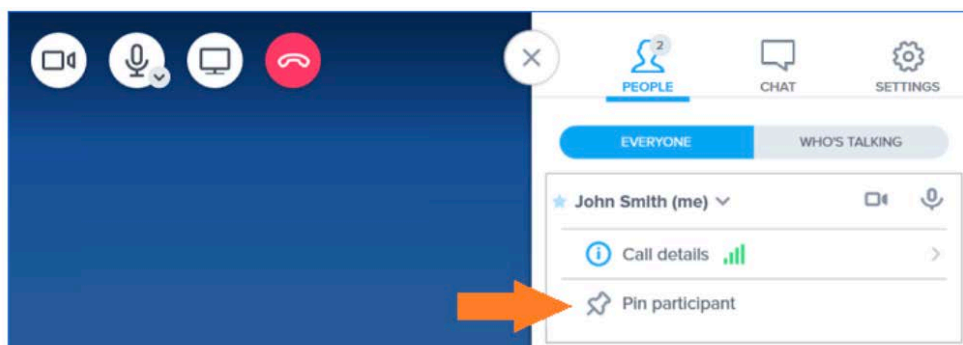 2
PEOPLE CHAT SETTINGS
EVERYONE WHO'S TALKING
John Smith (me)
Call details
Pin participant